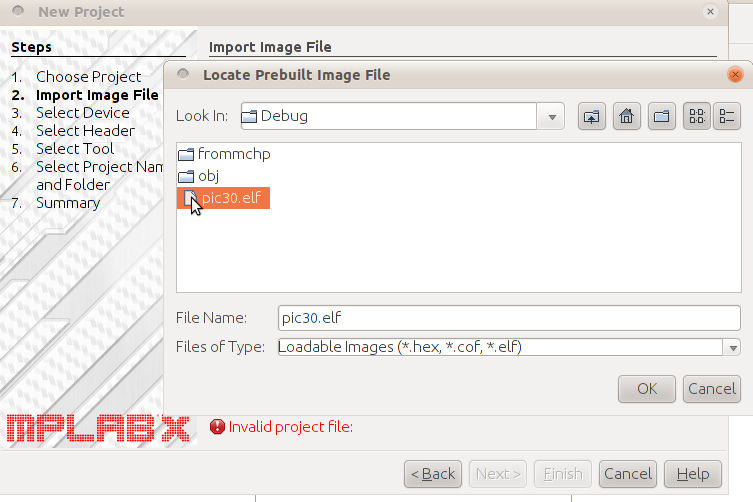 New Project
Steps
Import Image File
1. Choose Project
2. Import Image File
3. Select Device
4. Select Header
5. Select Tool
6. Select Project Nam
and Folder
7. Summary
Locate Prebuilt Image File
Look In: Debug
frommchp
obj
pic30.elf
File Name: pic30.elf
Files of Type: Loadable Images (*.hex, *.cof, *.elf)
OK Cancel
MPLAB X
Invalid project file:
< Back Next > Finish Cancel Help